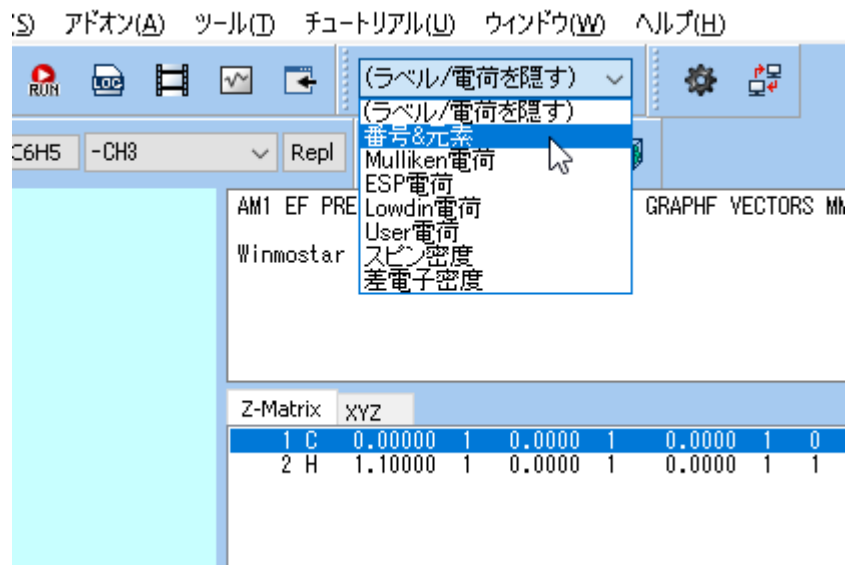 (S) アドオン(A) ツール(T) チュートリアル(U) ウィンドウ(W) ヘルプ(H)
RUN LOG (ラベル/電荷を隠す)
(ラベル/電荷を隠す)
番号&元素
Mulliken電荷
ESP電荷
Lowdin電荷
User電荷
スピン密度
差電子密度
C6H5 -CH3 Repl
AM1 EF PRE GRAPHF VECTORS MM
Winmostar
Z-Matrix XYZ
1 C 0.00000 1 0.0000 1 0.0000 1 0
2 H 1.10000 1 0.0000 1 0.0000 1 1